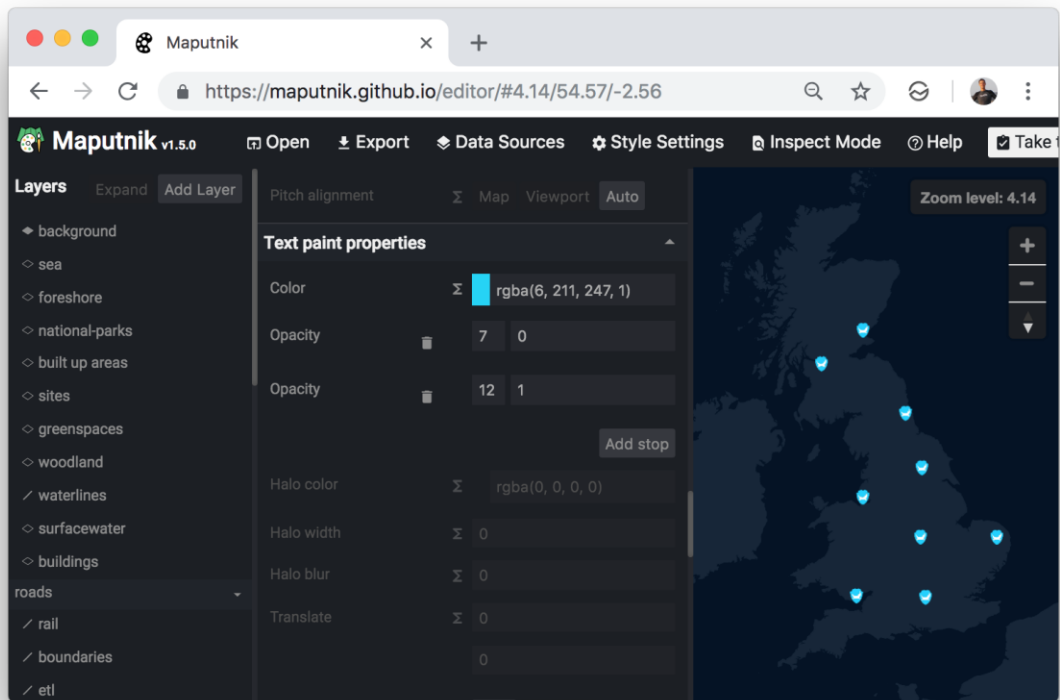 Maputnik
https://maputnik.github.io/editor/#4.14/54.57/-2.56
Maputnik v1.5.0
Open
Export
Data Sources
Style Settings
Inspect Mode
Help
Take
Layers
Expand
Add Layer
background
sea
foreshore
national-parks
built up areas
sites
greenspaces
woodland
waterlines
surfacewater
buildings
roads
rail
boundaries
etl
Pitch alignment
Σ Map Viewport Auto
Text paint properties
Color Σ rgba(6, 211, 247, 1)
Opacity 7 0
Opacity 12 1
Add stop
Halo color Σ rgba(0, 0, 0, 0)
Halo width Σ 0
Halo blur Σ 0
Translate Σ 0
0
Zoom level: 4.14